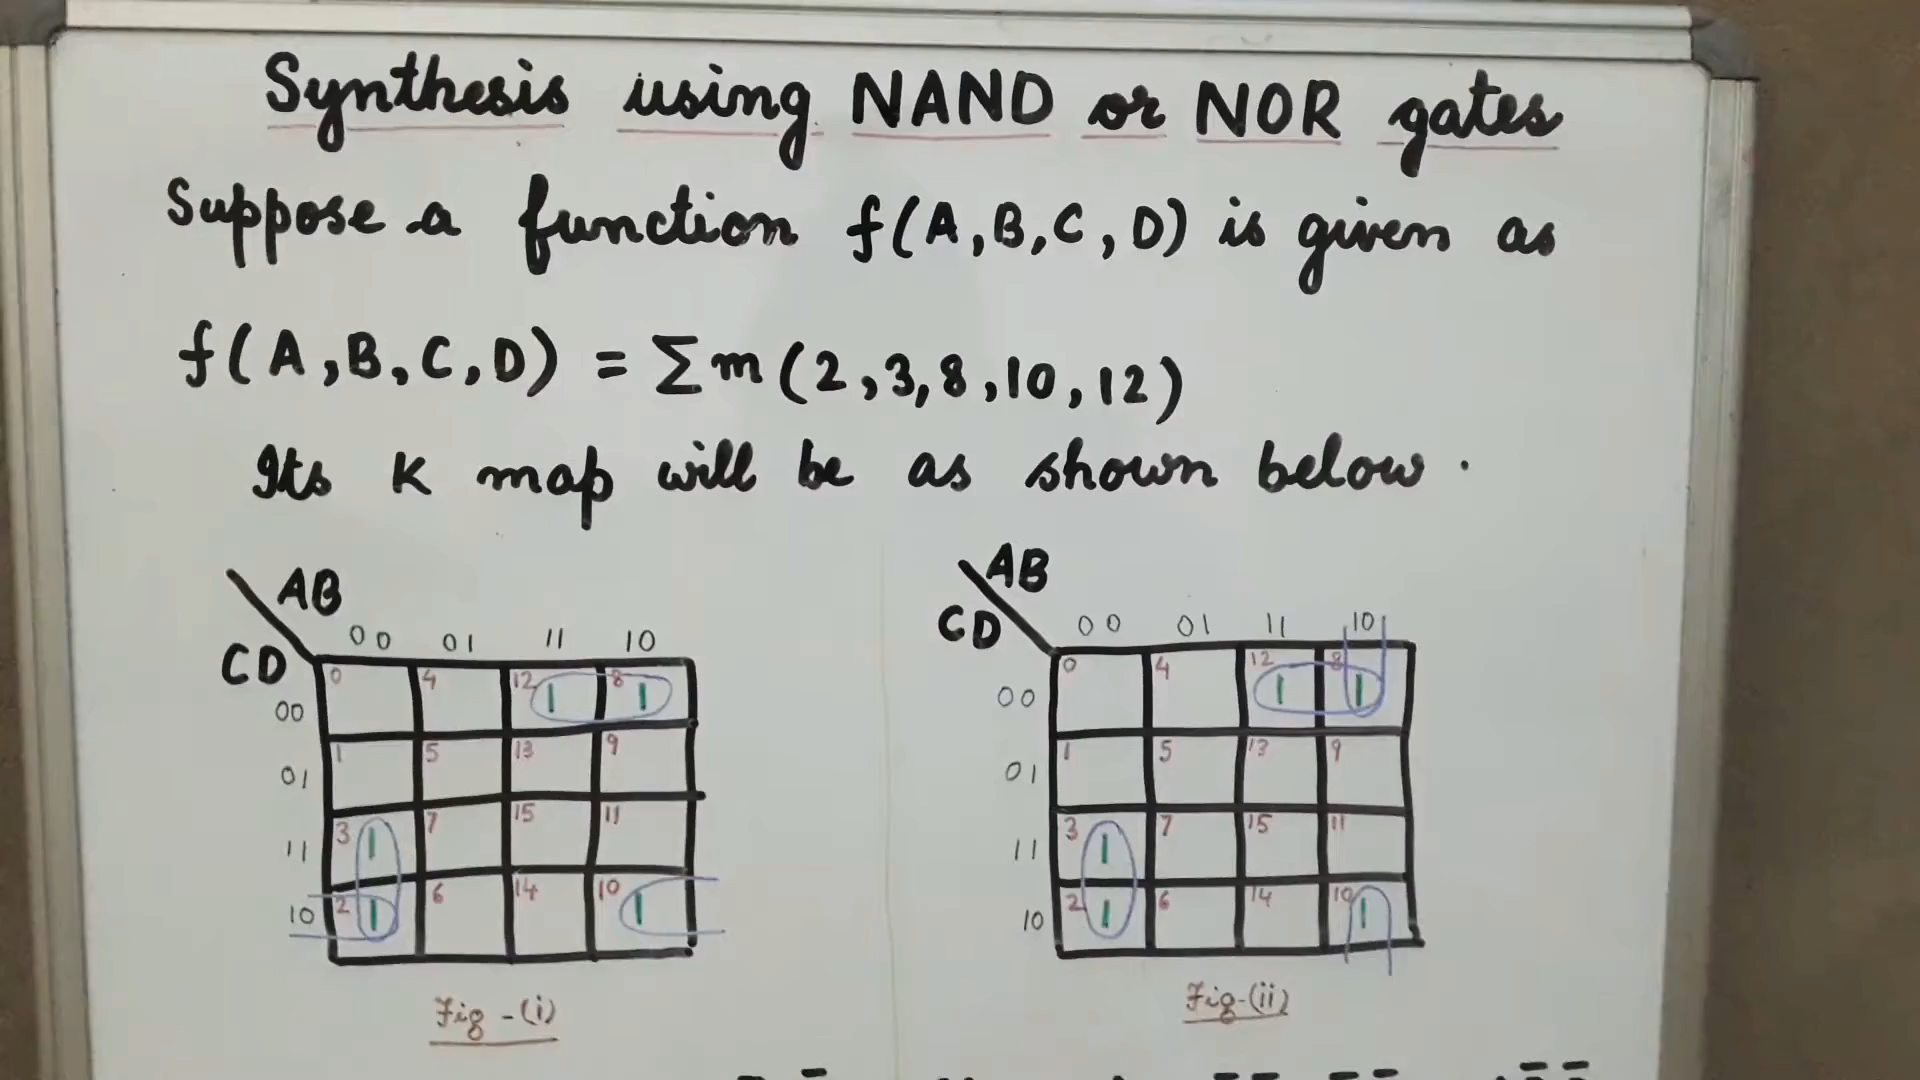 Synthesis using NAND or NOR gates
Suppose a function f(A,B,C,D) is given as
f(A,B,C,D) = Σm(2,3,8,10,12)
Its K map will be as shown below.
AB
CD
00 01 11 10
00 0 4 12 1 8 1
01 1 5 13 9
11 3 1 7 15 11
10 2 1 6 14 10 1
Fig-(i)
AB
CD
00 01 11 10
00 0 4 12 1 8 1
01 1 5 13 9
11 3 1 7 15 11
10 2 1 6 14 10 1
Fig-(ii)